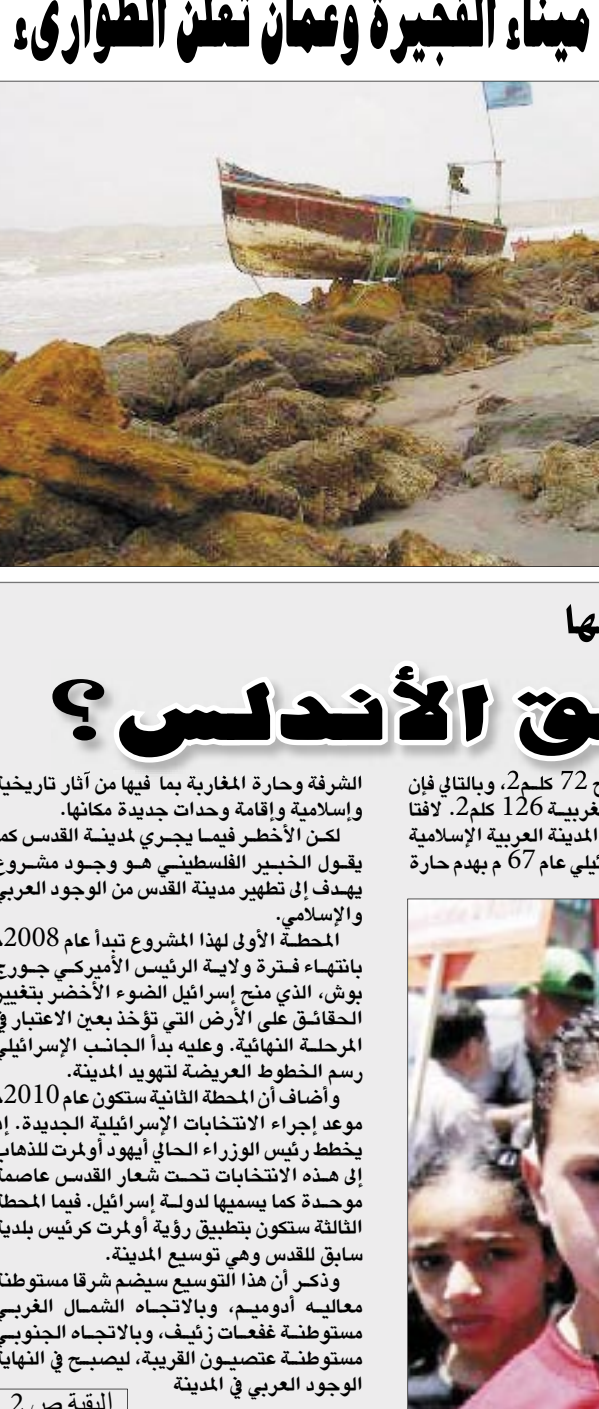 ميناء الفجيرة وعمان تعلن الطوارىء
الأندلس ؟
72 كلم2، وبالتالي فإن
126 كلم2. لافتا
المدينة العربية الإسلامية
عام 67 م بهدم حارة
الشرفة وحارة المغاربة بما فيها من آثار تاريخية
وإسلامية وإقامة وحدات جديدة مكانها.
لكن الأخطر فيما يجري لمدينة القدس كما
يقول الخبير الفلسطيني هو وجود مشروع
يهدف إلى تطهير مدينة القدس من الوجود العربي
والإسلامي.
المحطة الأولى لهذا المشروع تبدأ عام 2008،
بانتهاء فترة ولاية الرئيس الأميركي جورج
بوش، الذي منح إسرائيل الضوء الأخضر بتغيير
الحقائق على الأرض التي تؤخذ بعين الاعتبار في
المرحلة النهائية. وعليه بدأ الجانب الإسرائيلي
رسم الخطوط العريضة لتهويد المدينة.
وأضاف أن المحطة الثانية ستكون عام 2010،
موعد إجراء الانتخابات الإسرائيلية الجديدة. إذ
يخطط رئيس الوزراء الحالي أيهود أولمرت للذهاب
إلى هذه الانتخابات تحت شعار القدس عاصمة
موحدة كما يسميها لدولة إسرائيل. فيما المحطة
الثالثة ستكون بتطبيق رؤية أولمرت كرئيس بلدية
سابق للقدس وهي توسيع المدينة.
وذكر أن هذا التوسيع سيضم شرقا مستوطنة
معاليه أدوميم، وبالاتجاه الشمال الغربي
مستوطنة غفعات زئيف، وبالاتجاه الجنوبي
مستوطنة عتصيون القريبة، ليصبح في النهاية
الوجود العربي في المدينة
البقية ص 2